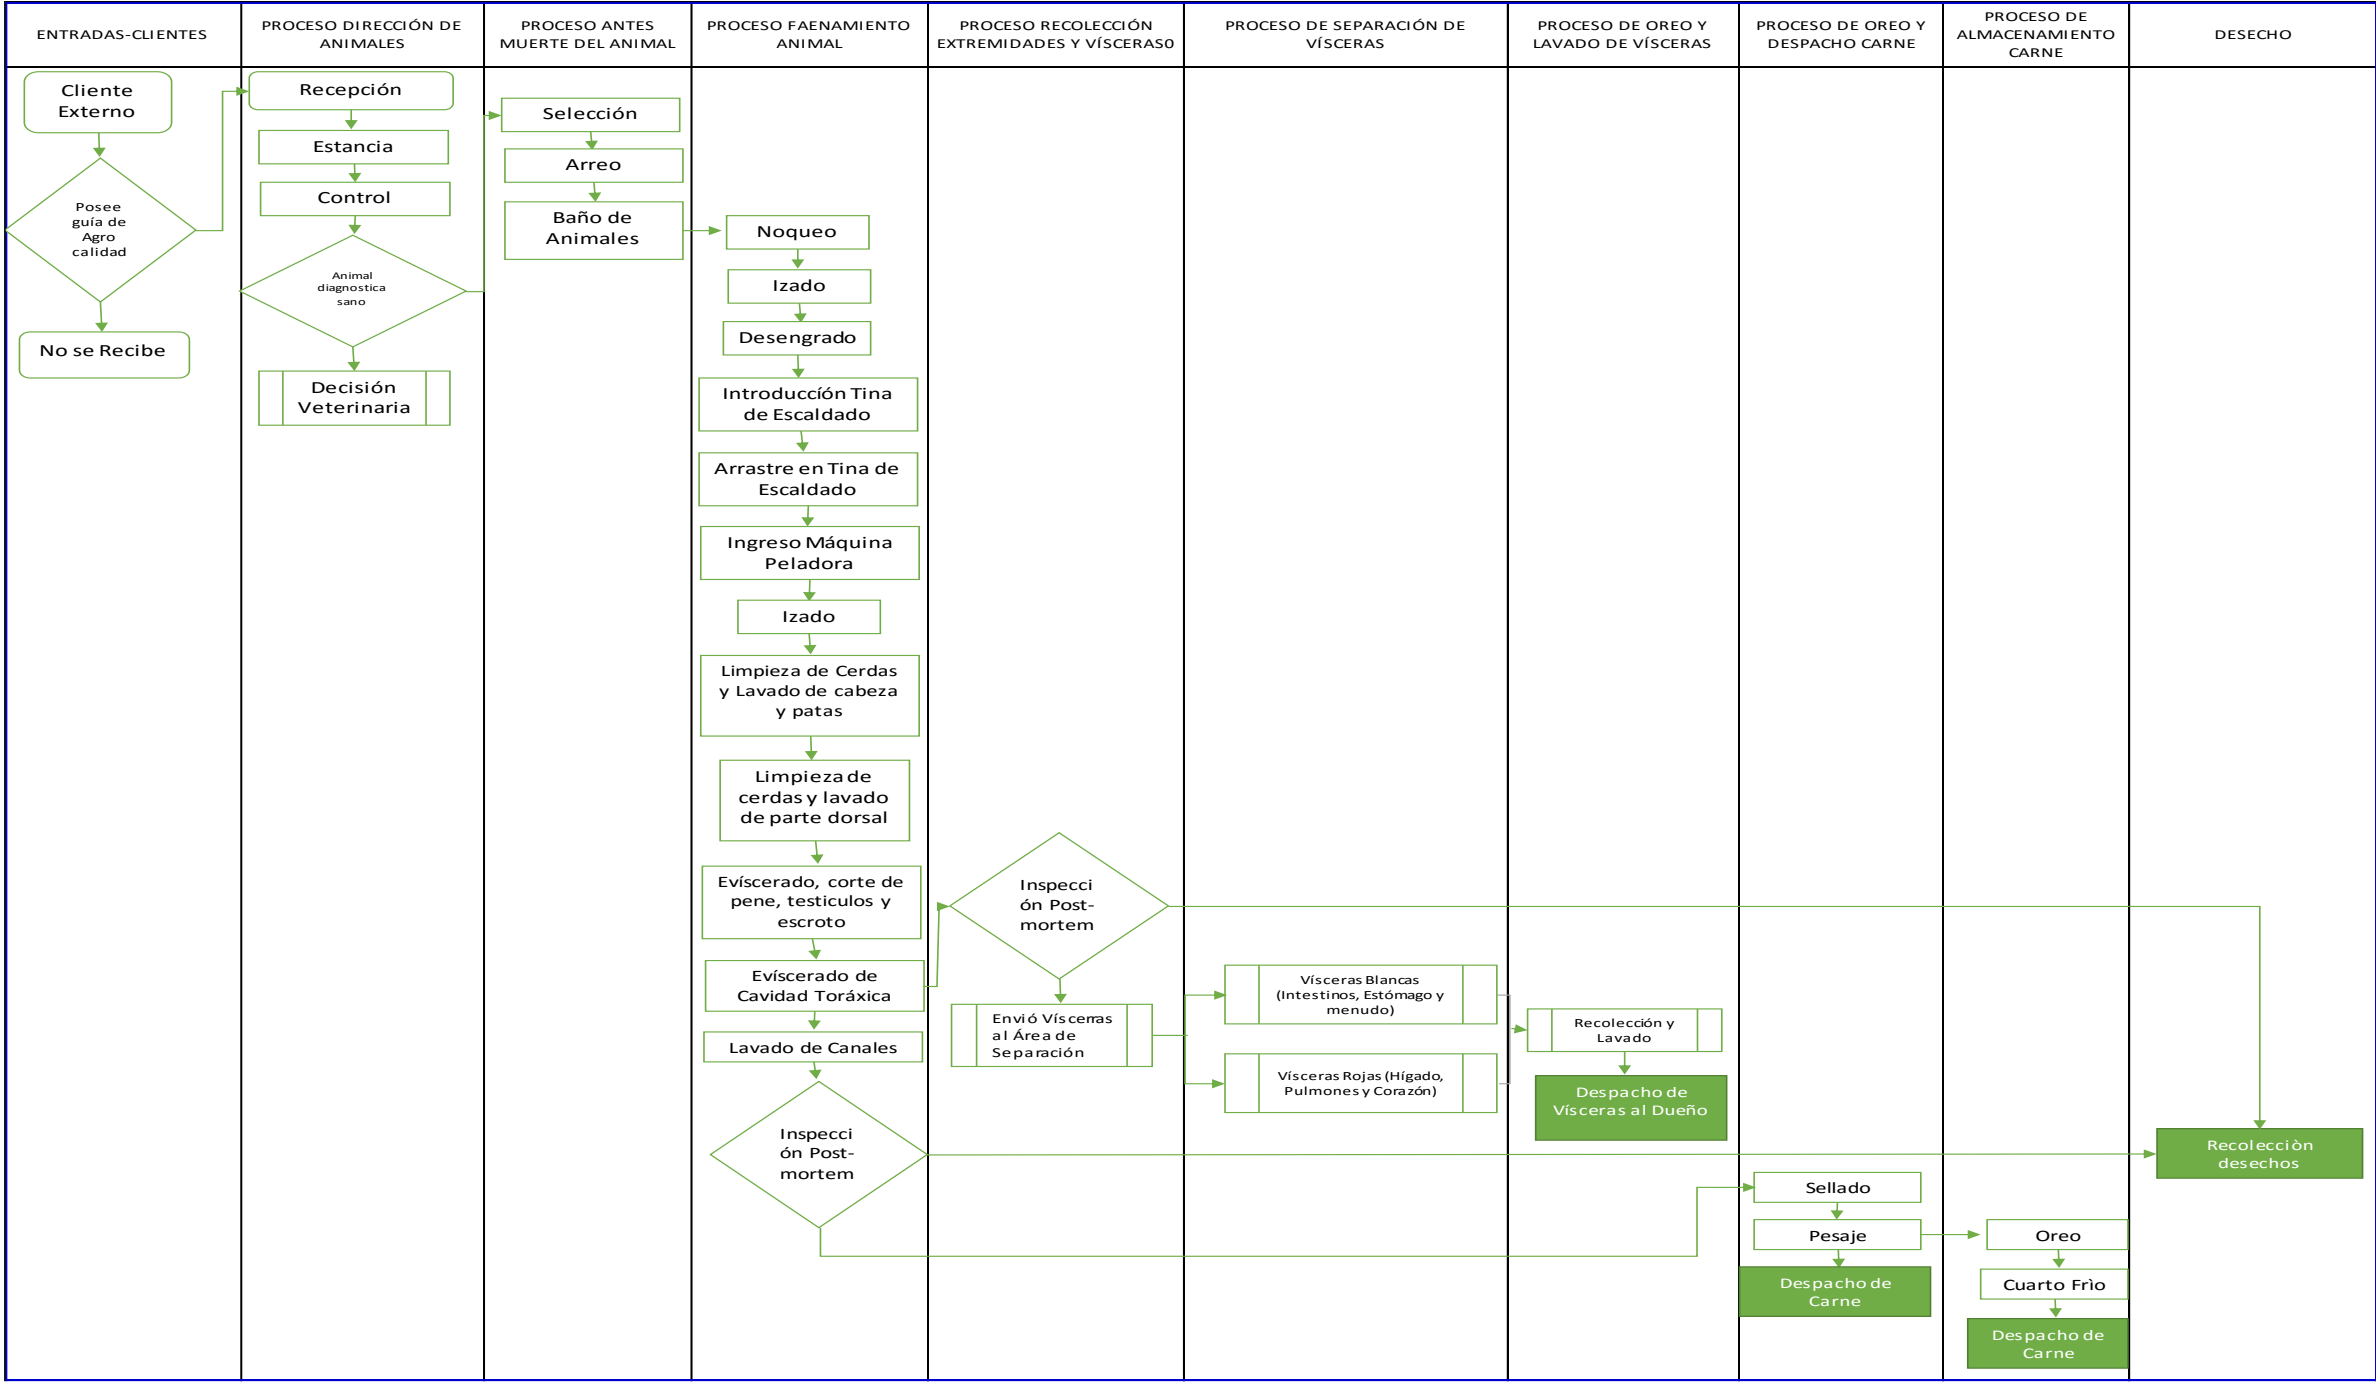 ENTRADAS-CLIENTES
PROCESO DIRECCIÓN DE
ANIMALES
PROCESO ANTES
MUERTE DEL ANIMAL
PROCESO FAENAMIENTO
ANIMAL
PROCESO RECOLECCIÓN
EXTREMIDADES Y VÍSCERAS0
PROCESO DE SEPARACIÓN DE
VÍSCERAS
PROCESO DE OREO Y
LAVADO DE VÍSCERAS
PROCESO DE OREO Y
DESPACHO CARNE
PROCESO DE
ALMACENAMIENTO
CARNE
DESECHO
Cliente
Externo
Posee
guía de
Agro
calidad
No se Recibe
Recepción
Estancia
Control
Animal
diagnostica
sano
Decisión
Veterinaria
Selección
Arreo
Baño de
Animales
Noqueo
Izado
Desengrado
Introduccíón Tina
de Escaldado
Arrastre en Tina de
Escaldado
Ingreso Máquina
Peladora
Izado
Limpieza de Cerdas
y Lavado de cabeza
y patas
Limpieza de
cerdas y lavado
de parte dorsal
Evíscerado, corte de
pene, testiculos y
escroto
Evíscerado de
Cavidad Toráxica
Lavado de Canales
Inspecci
ón Post-
mortem
Inspecci
ón Post-
mortem
Envió Víscerras
al Área de
Separación
Vísceras Blancas
(Intestinos, Estómago y
menudo)
Vísceras Rojas (Hígado,
Pulmones y Corazón)
Recolección y
Lavado
Despacho de
Vísceras al Dueño
Sellado
Pesaje
Despacho de
Carne
Oreo
Cuarto Frìo
Despacho de
Carne
Recolecciòn
desechos